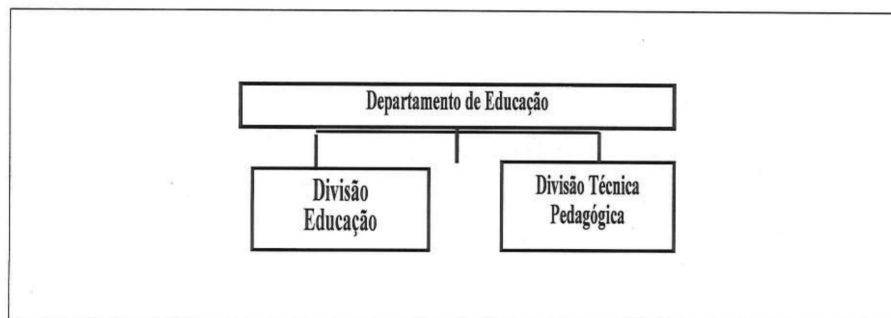 Departamento de Educação
Divisão
Educação
Divisão Técnica
Pedagógica